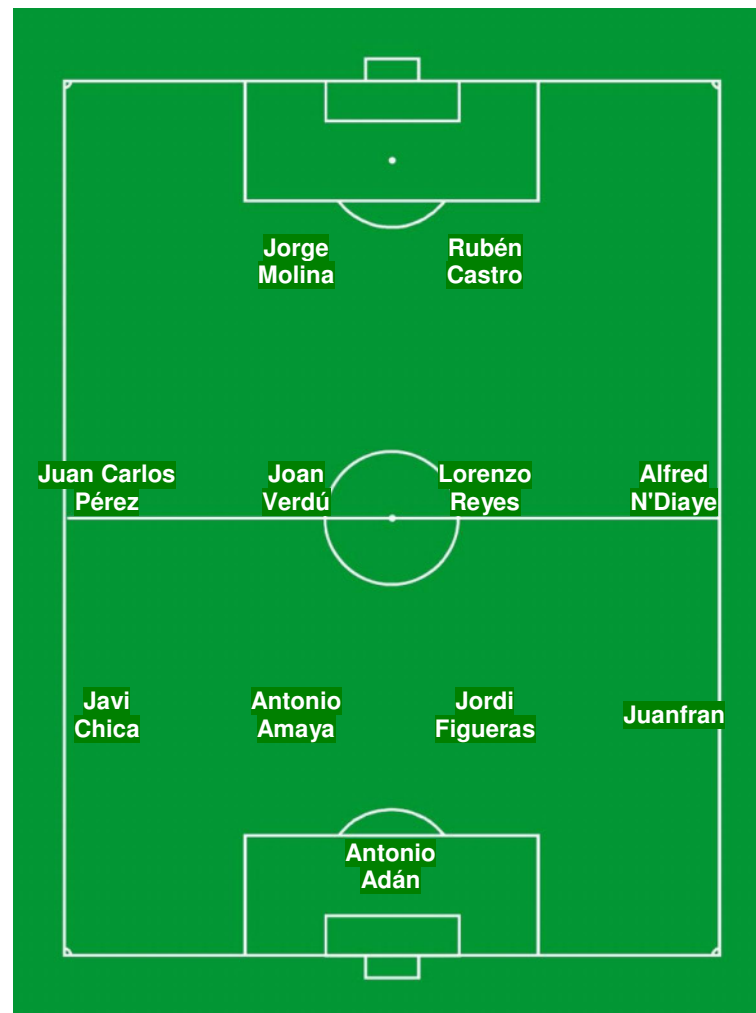 Jorge
Molina
Rubén
Castro
Juan Carlos
Pérez
Joan
Verdú
Lorenzo
Reyes
Alfred
N'Diaye
Javi
Chica
Antonio
Amaya
Jordi
Figueras
Juanfran
Antonio
Adán